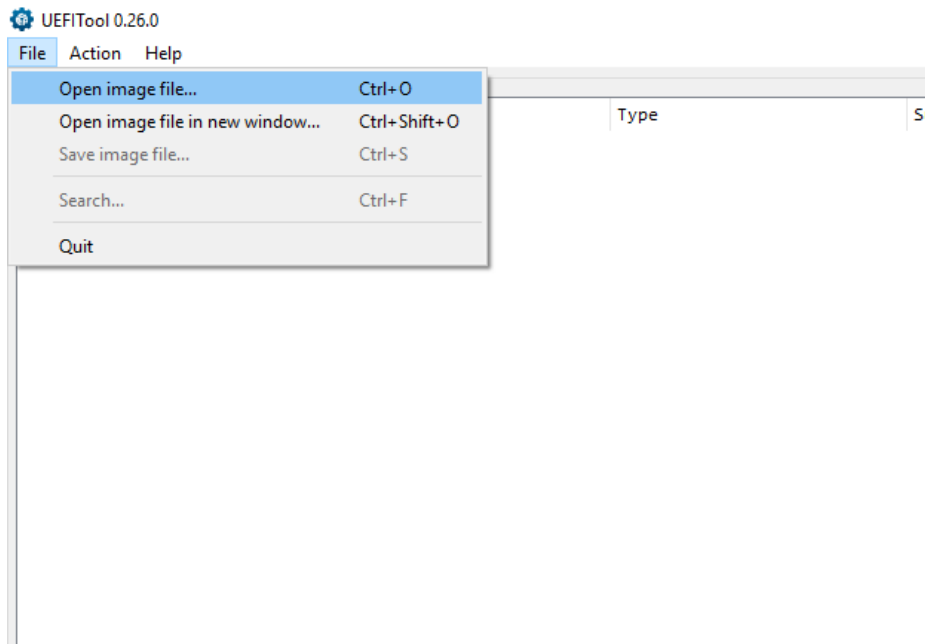 UEFITool 0.26.0
File Action Help
Open image file... Ctrl+O
Type S
Open image file in new window... Ctrl+Shift+O
Save image file... Ctrl+S
Search... Ctrl+F
Quit